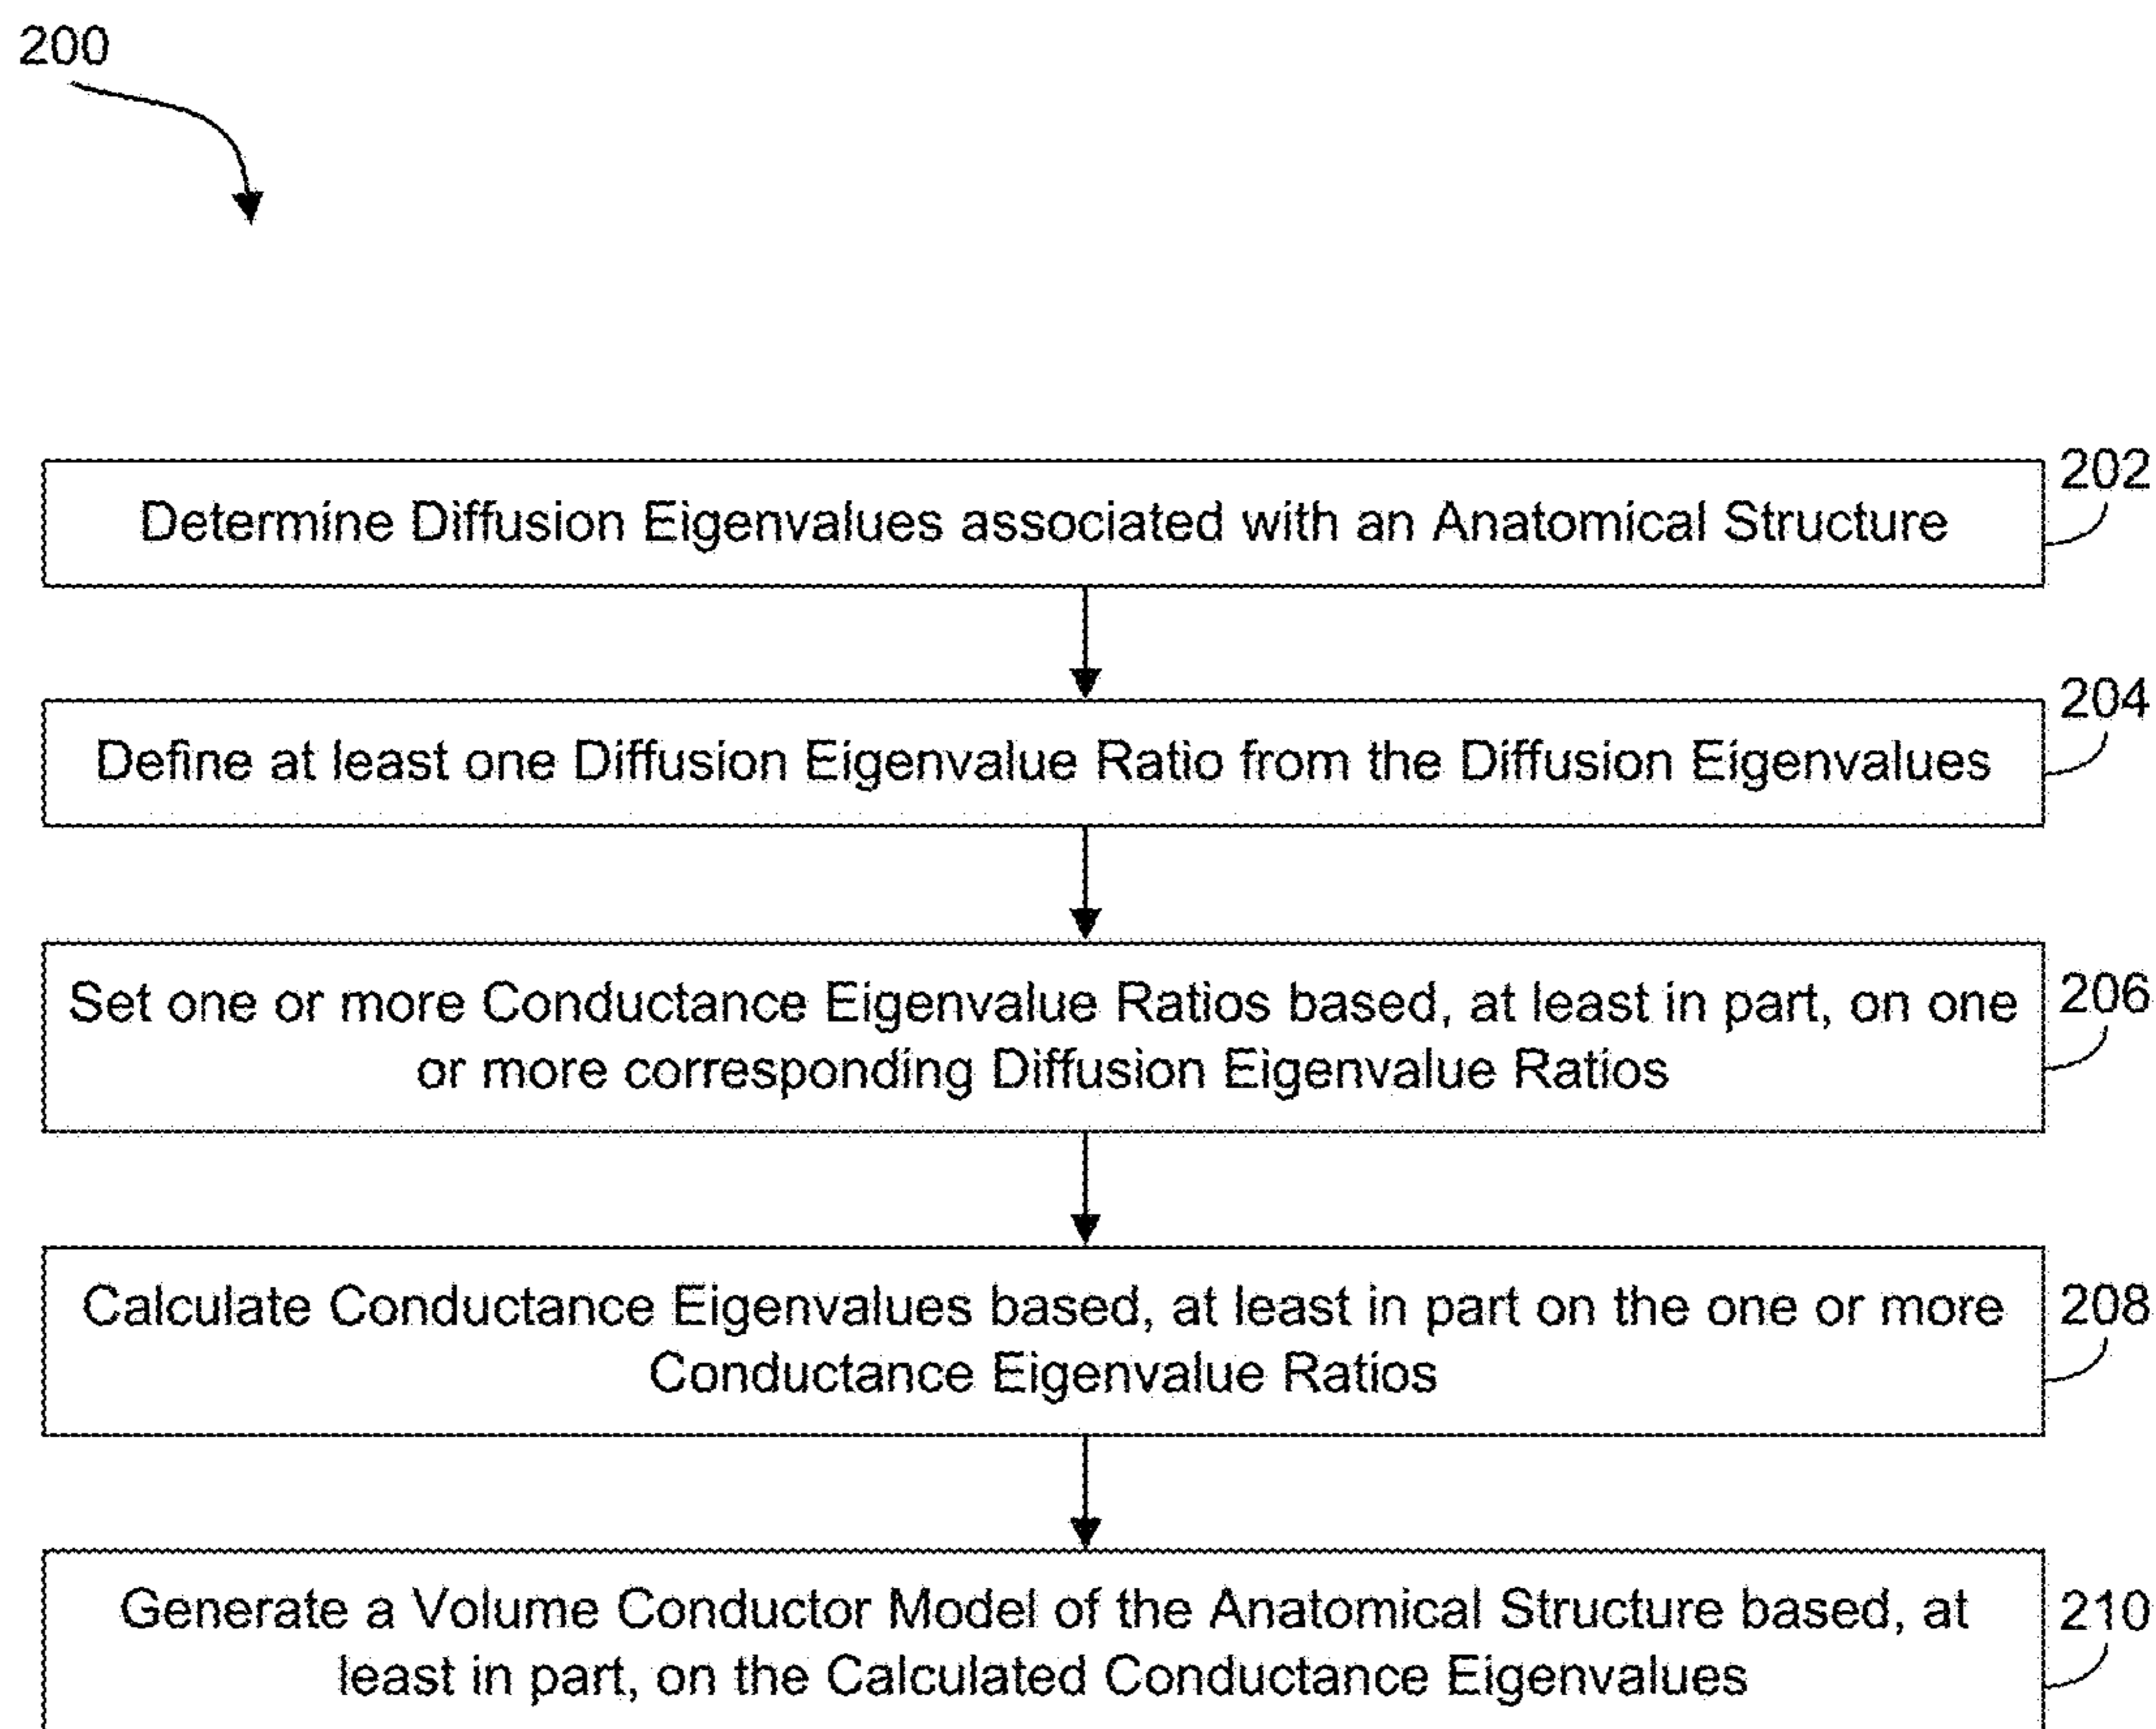 200
202
Determine Diffusion Eigenvalues associated with an Anatomical Structure
204
Define at least one Diffusion Eigenvalue Ratio from the Diffusion Eigenvalues
206
Set one or more Conductance Eigenvalue Ratios based, at least in part, on one
or more corresponding Diffusion Eigenvalue Ratios
208
Calculate Conductance Eigenvalues based, at least in part on the one or more
Conductance Eigenvalue Ratios
210
Generate a Volume Conductor Model of the Anatomical Structure based, at
least in part, on the Calculated Conductance Eigenvalues